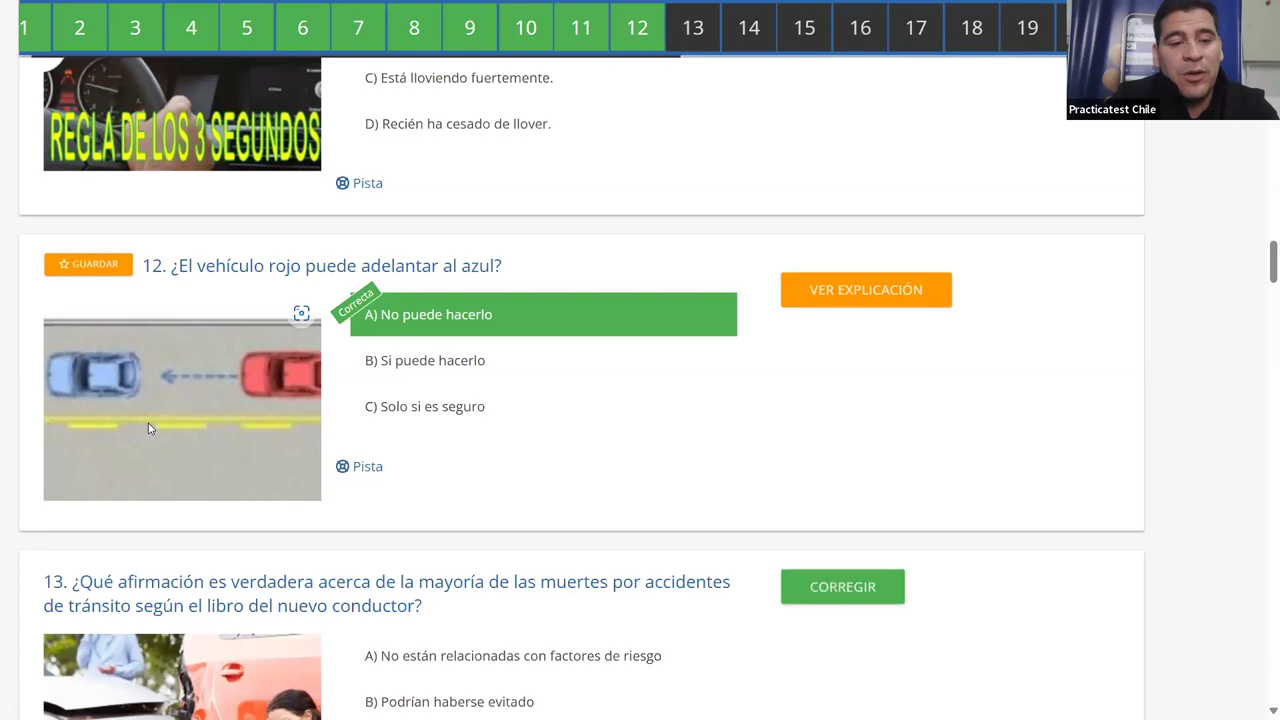 1 2 3 4 5 6 7 8 9 10 11 12 13 14 15 16 17 18 19
Practicatest Chile
C) Está lloviendo fuertemente.
REGLA DE LOS 3 SEGUNDOS
D) Recién ha cesado de llover.
Pista
GUARDAR
12. ¿El vehículo rojo puede adelantar al azul?
VER EXPLICACIÓN
Correcta
A) No puede hacerlo
B) Si puede hacerlo
C) Solo si es seguro
Pista
13. ¿Qué afirmación es verdadera acerca de la mayoría de las muertes por accidentes
de tránsito según el libro del nuevo conductor?
CORREGIR
A) No están relacionadas con factores de riesgo
B) Podrían haberse evitado